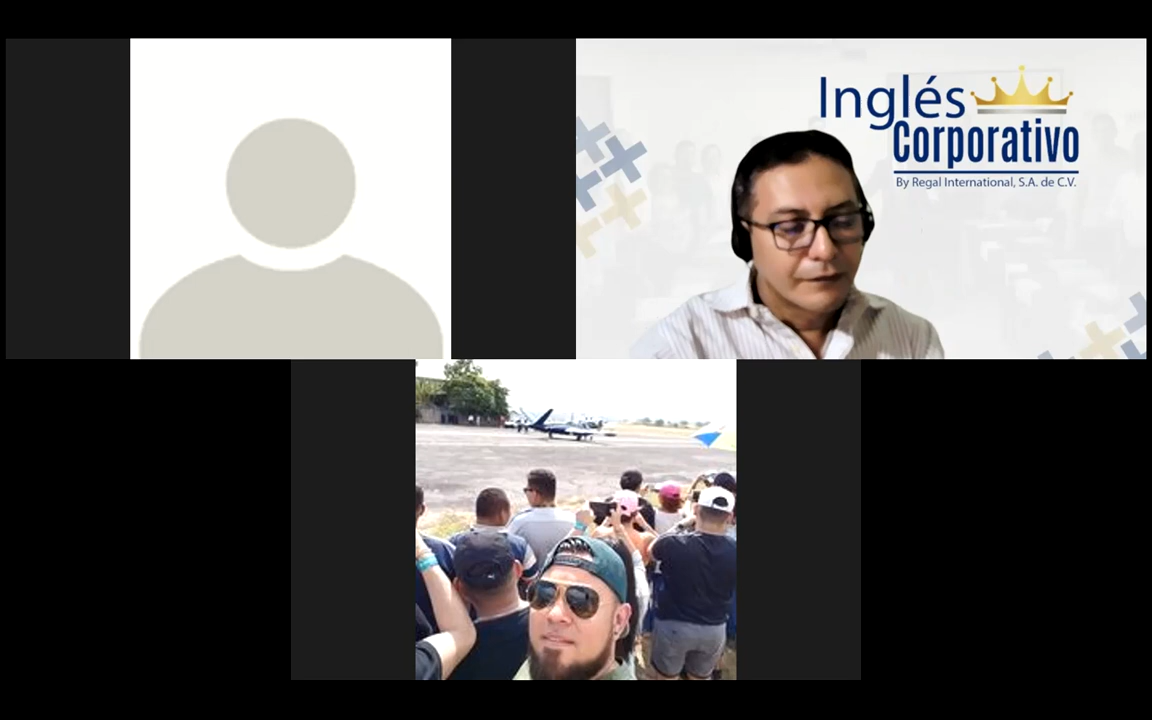 Inglés
Corporativo
By Regal International, S.A. de C.V.